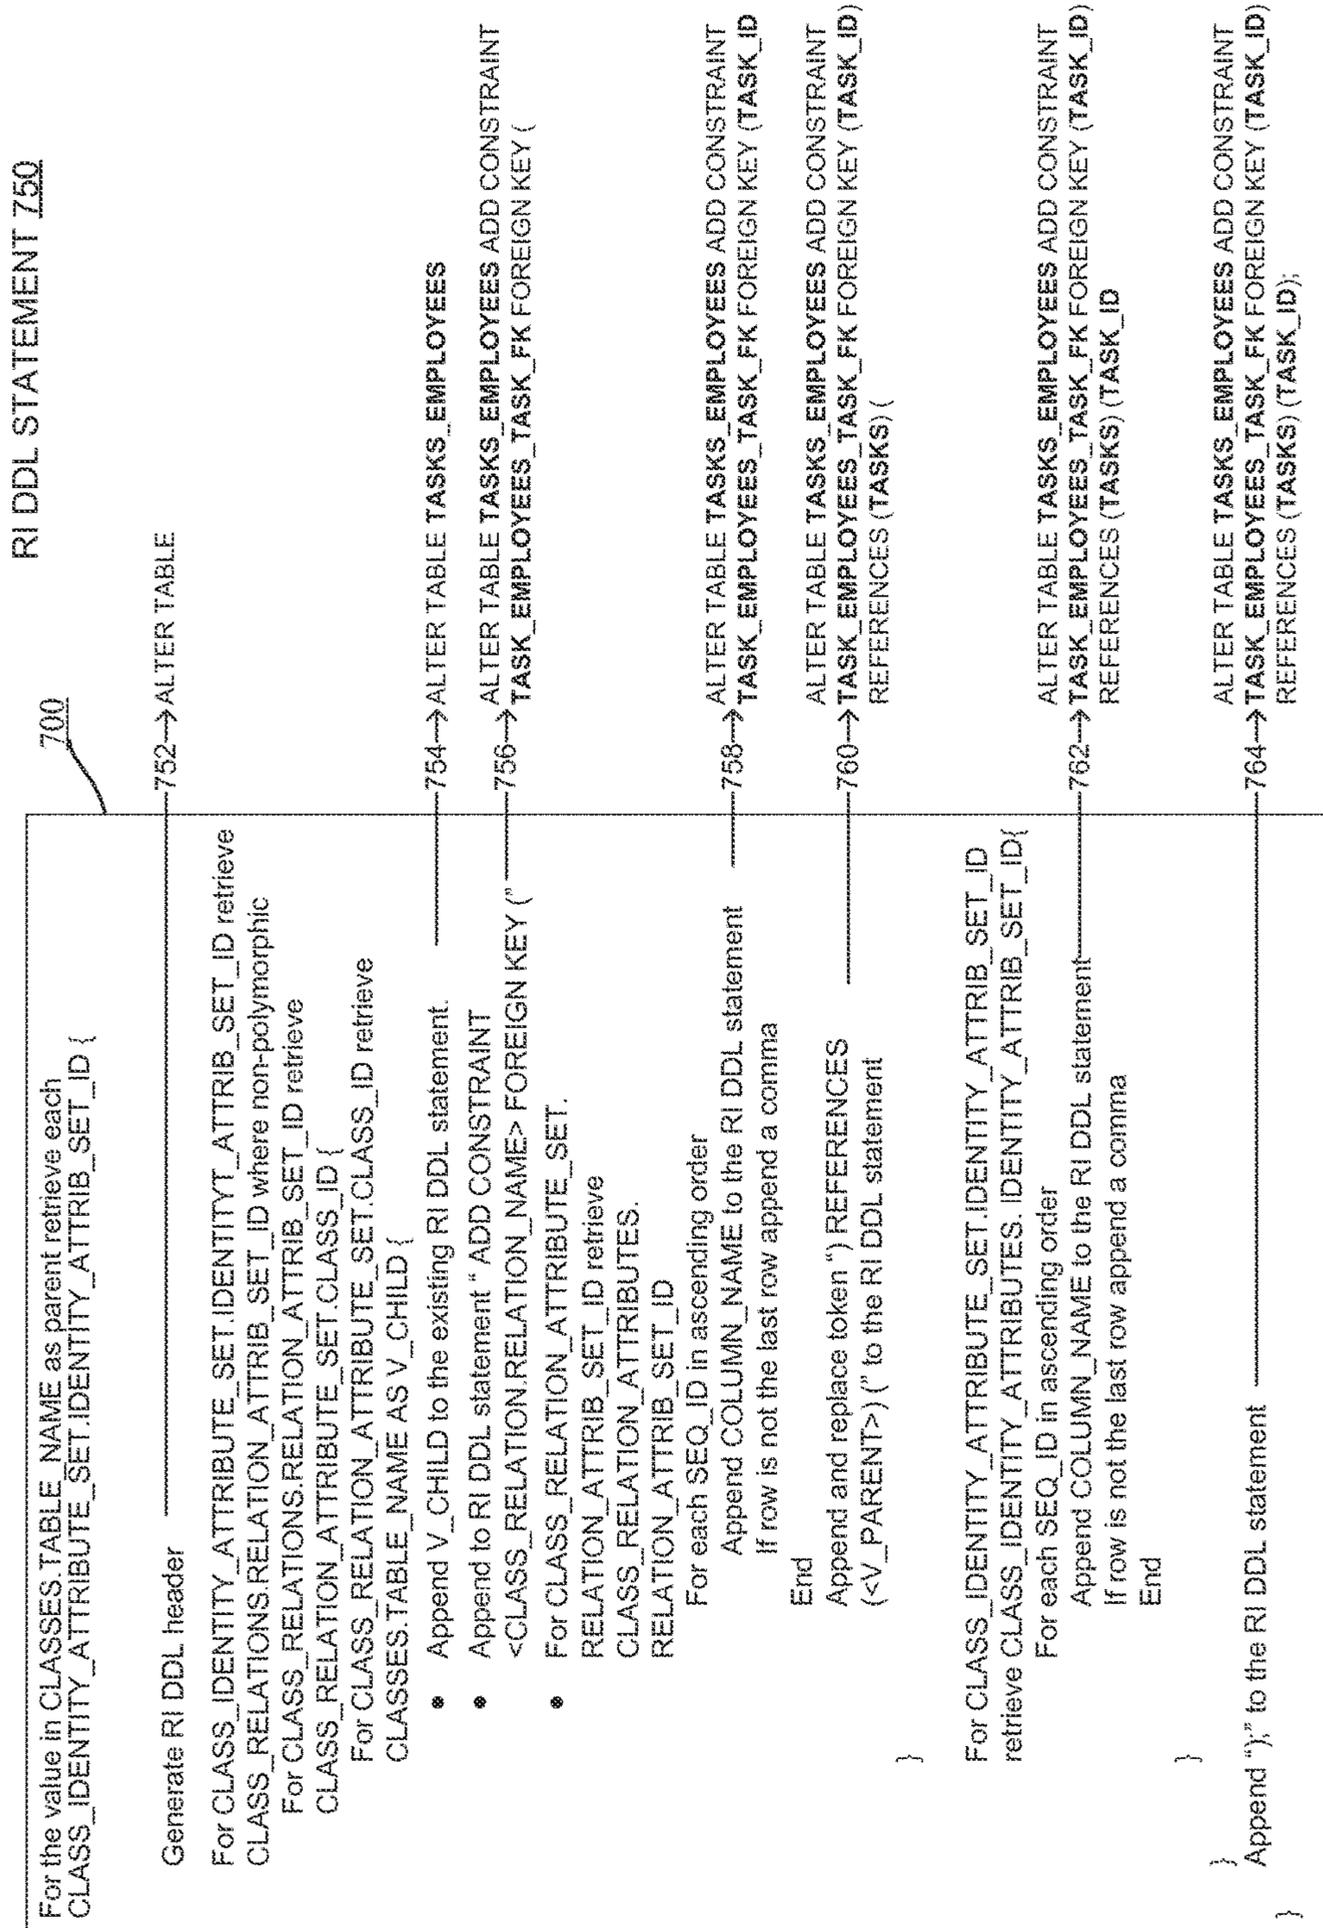 RI DDL STATEMENT 750
700
For the value in CLASSES.TABLE_NAME as parent retrieve each
CLASS_IDENTITY_ATTRIBUTE_SET.IDENTITY_ATTRIB_SET_ID {
Generate RI DDL header
752→ALTER TABLE
For CLASS_IDENTITY_ATTRIBUTE_SET.IDENTITYT_ATTRIB_SET_ID retrieve
CLASS_RELATIONS.RELATION_ATTRIB_SET_ID where non-polymorphic
For CLASS_RELATIONS.RELATION_ATTRIB_SET_ID retrieve
CLASS_RELATION_ATTRIBUTE_SET.CLASS_ID {
For CLASS_RELATION_ATTRIBUTE_SET.CLASS_ID retrieve
CLASSES.TABLE_NAME AS V_CHILD {
• Append V_CHILD to the existing RI DDL statement.
754→ALTER TABLE TASKS_EMPLOYEES
• Append to RI DDL statement “ ADD CONSTRAINT
<CLASS_RELATION.RELATION_NAME> FOREIGN KEY (”
756→
ALTER TABLE TASKS_EMPLOYEES ADD CONSTRAINT
TASK_EMPLOYEES_TASK_FK FOREIGN KEY (
• For CLASS_RELATION_ATTRIBUTE_SET.
RELATION_ATTRIB_SET_ID retrieve
CLASS_RELATION_ATTRIBUTES.
RELATION_ATTRIB_SET_ID
For each SEQ_ID in ascending order
Append COLUMN_NAME to the RI DDL statement
If row is not the last row append a comma
End
758→
ALTER TABLE TASKS_EMPLOYEES ADD CONSTRAINT
TASK_EMPLOYEES_TASK_FK FOREIGN KEY (TASK_ID
Append and replace token “) REFERENCES
(<V_PARENT>) (” to the RI DDL statement
760→
ALTER TABLE TASKS_EMPLOYEES ADD CONSTRAINT
TASK_EMPLOYEES_TASK_FK FOREIGN KEY (TASK_ID)
REFERENCES (TASKS) (
}
For CLASS_IDENTITY_ATTRIBUTE_SET.IDENTITY_ATTRIB_SET_ID
retrieve CLASS_IDENTITY_ATTRIBUTES. IDENTITY_ATTRIB_SET_ID{
For each SEQ_ID in ascending order
Append COLUMN_NAME to the RI DDL statement
If row is not the last row append a comma
End
762→
ALTER TABLE TASKS_EMPLOYEES ADD CONSTRAINT
TASK_EMPLOYEES_TASK_FK FOREIGN KEY (TASK_ID)
REFERENCES (TASKS) (TASK_ID
}
}
Append “);” to the RI DDL statement
764→
ALTER TABLE TASKS_EMPLOYEES ADD CONSTRAINT
TASK_EMPLOYEES_TASK_FK FOREIGN KEY (TASK_ID)
REFERENCES (TASKS) (TASK_ID);
}